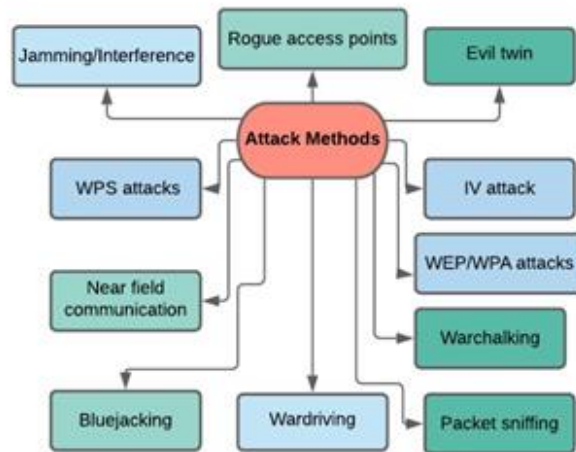 Rogue access points
Jamming/Interference
Evil twin
Attack Methods
WPS attacks
IV attack
WEP/WPA attacks
Near field
communication
Warchalking
Bluejacking
Wardriving
Packet sniffing